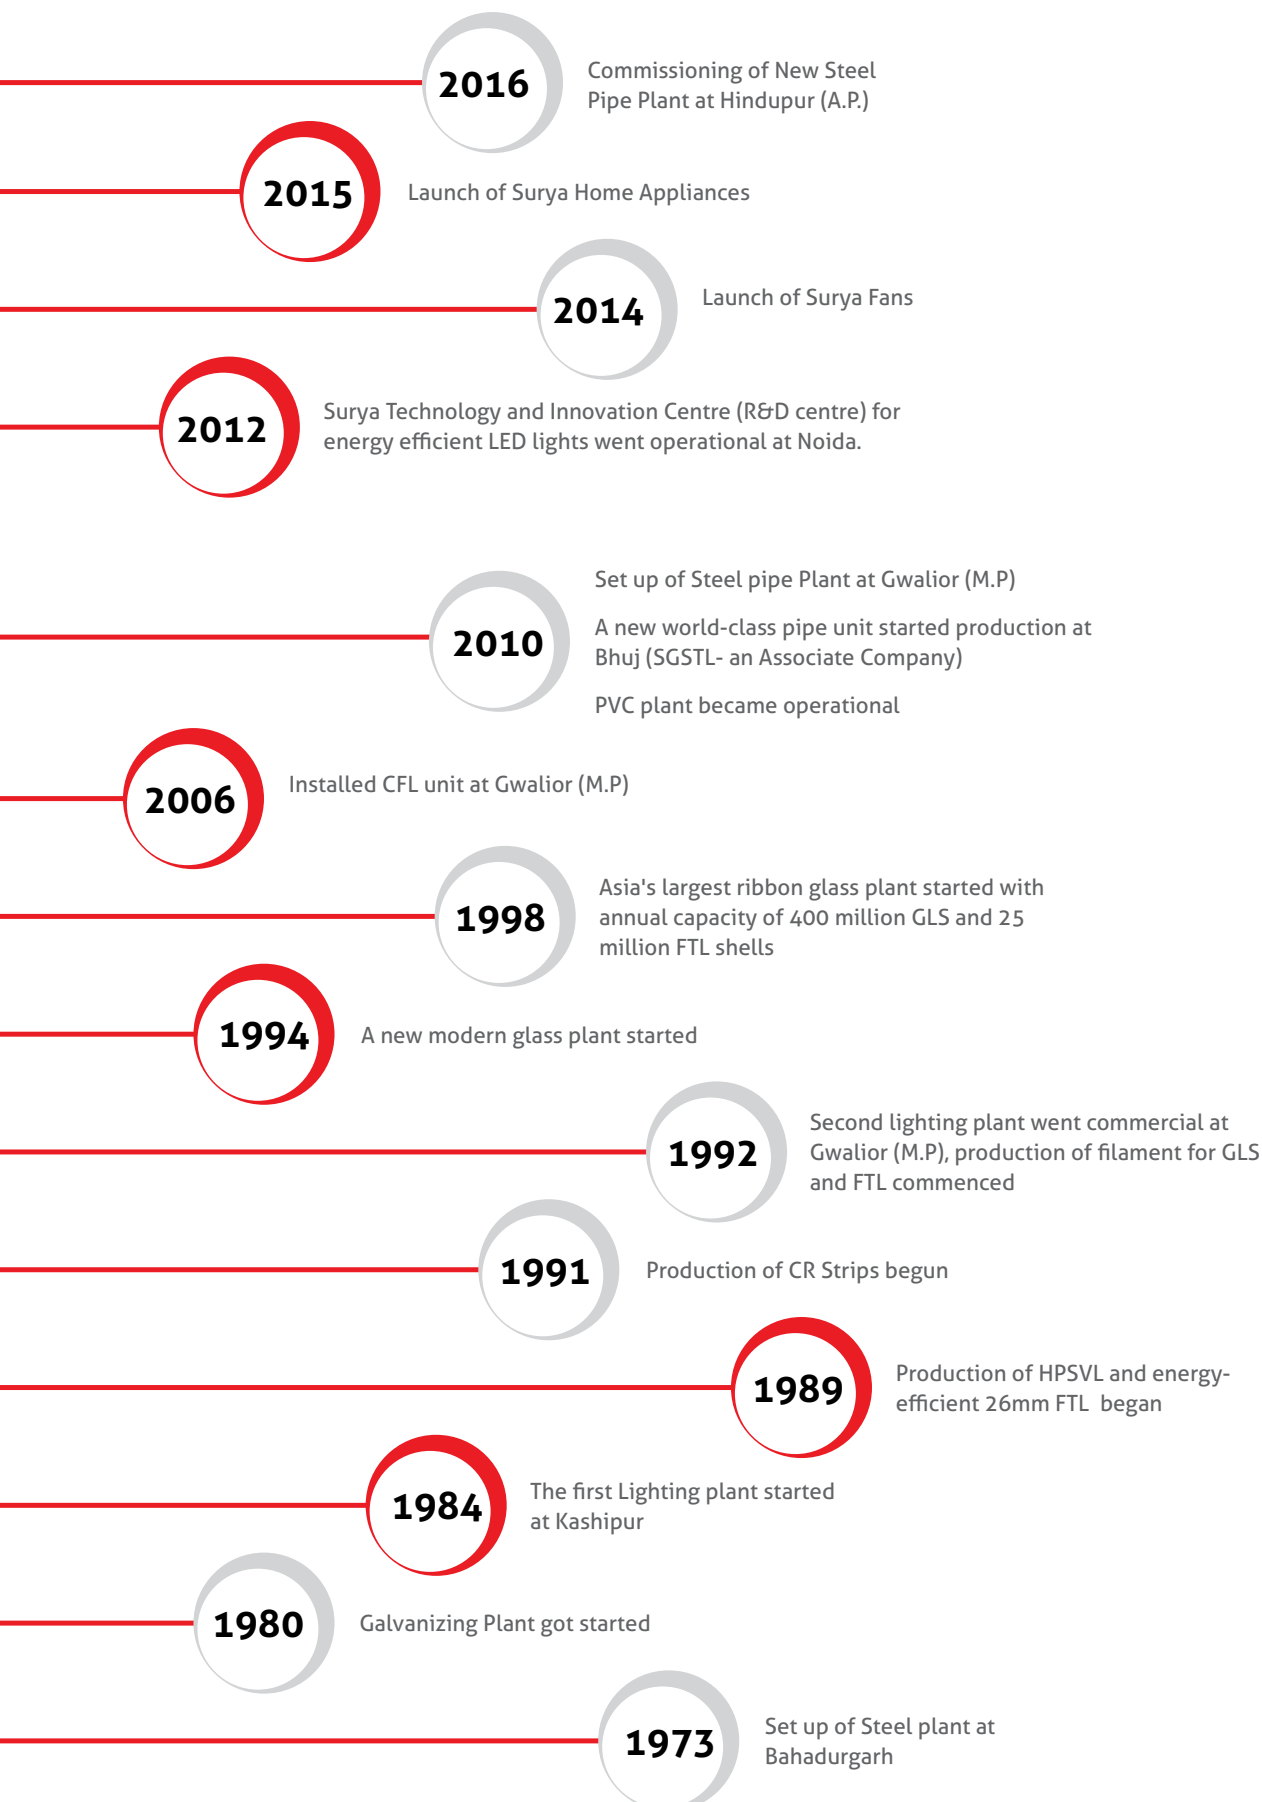 2016
Commissioning of New Steel
Pipe Plant at Hindupur (A.P.)
2015
Launch of Surya Home Appliances
2014
Launch of Surya Fans
2012
Surya Technology and Innovation Centre (R&D centre) for
energy efficient LED lights went operational at Noida.
2010
Set up of Steel pipe Plant at Gwalior (M.P)
A new world-class pipe unit started production at
Bhuj (SGSTL- an Associate Company)
PVC plant became operational
2006
Installed CFL unit at Gwalior (M.P)
1998
Asia's largest ribbon glass plant started with
annual capacity of 400 million GLS and 25
million FTL shells
1994
A new modern glass plant started
1992
Second lighting plant went commercial at
Gwalior (M.P), production of filament for GLS
and FTL commenced
1991
Production of CR Strips begun
1989
Production of HPSVL and energy-
efficient 26mm FTL  began
1984
The first Lighting plant started
at Kashipur
1980
Galvanizing Plant got started
1973
Set up of Steel plant at
Bahadurgarh